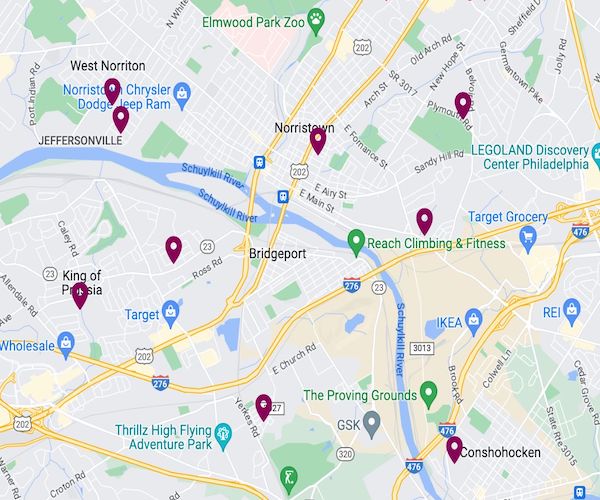 N Whi
Elmwood Park Zoo
202
Old Arch Rd
Sheffield D
Jolly Rd
Germantown Pike
New Hope St
SR 3017
Arch St
West Norriton
Port Indian Rd
Norristown Chrysler
Dodge Jeep Ram
Belvoir
Plymouth Rd
Norristown
JEFFERSONVILLE
E Fornance St
Sandy Hill Rd
LEGOLAND Discovery
Center Philadelphia
202
Schuylkill River
Schuylkill River
E Airy St
E Main St
Target Grocery
476
Caley Rd
23
Ross Rd
Bridgeport
Reach Climbing & Fitness
Allendale Rd
23
King of
Prussia
276
23
Schuylkill River
Ave
Target
IKEA
REI
Wholesale
202
276
E Church Rd
3013
Colwell Ln
Brook Rd
Cedar Grove Rd
The Proving Grounds
Yerkes Rd
27
202
Thrillz High Flying
Adventure Park
GSK
476
State Rte 3015
320
Conshohocken
476
Warner Rd
Croton Rd